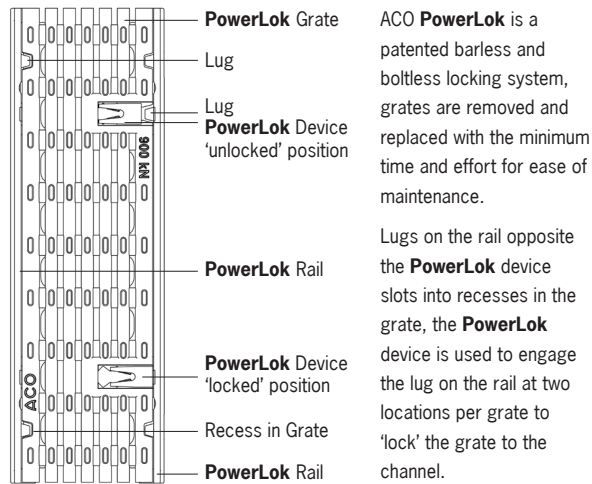 PowerLok Grate
Lug
Lug
PowerLok Device
'unlocked' position
900 kN
PowerLok Rail
PowerLok Device
'locked' position
ACO
Recess in Grate
PowerLok Rail
ACO PowerLok is a
patented barless and
boltless locking system,
grates are removed and
replaced with the minimum
time and effort for ease of
maintenance.
Lugs on the rail opposite
the PowerLok device
slots into recesses in the
grate, the PowerLok
device is used to engage
the lug on the rail at two
locations per grate to
'lock' the grate to the
channel.